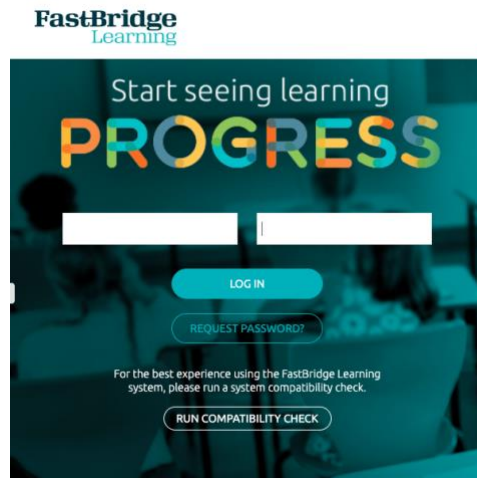 FastBridge
Learning
Start seeing learning
PROGRESS
LOG IN
REQUEST PASSWORD?
For the best experience using the FastBridge Learning
system, please run a system compatibility check.
RUN COMPATIBILITY CHECK